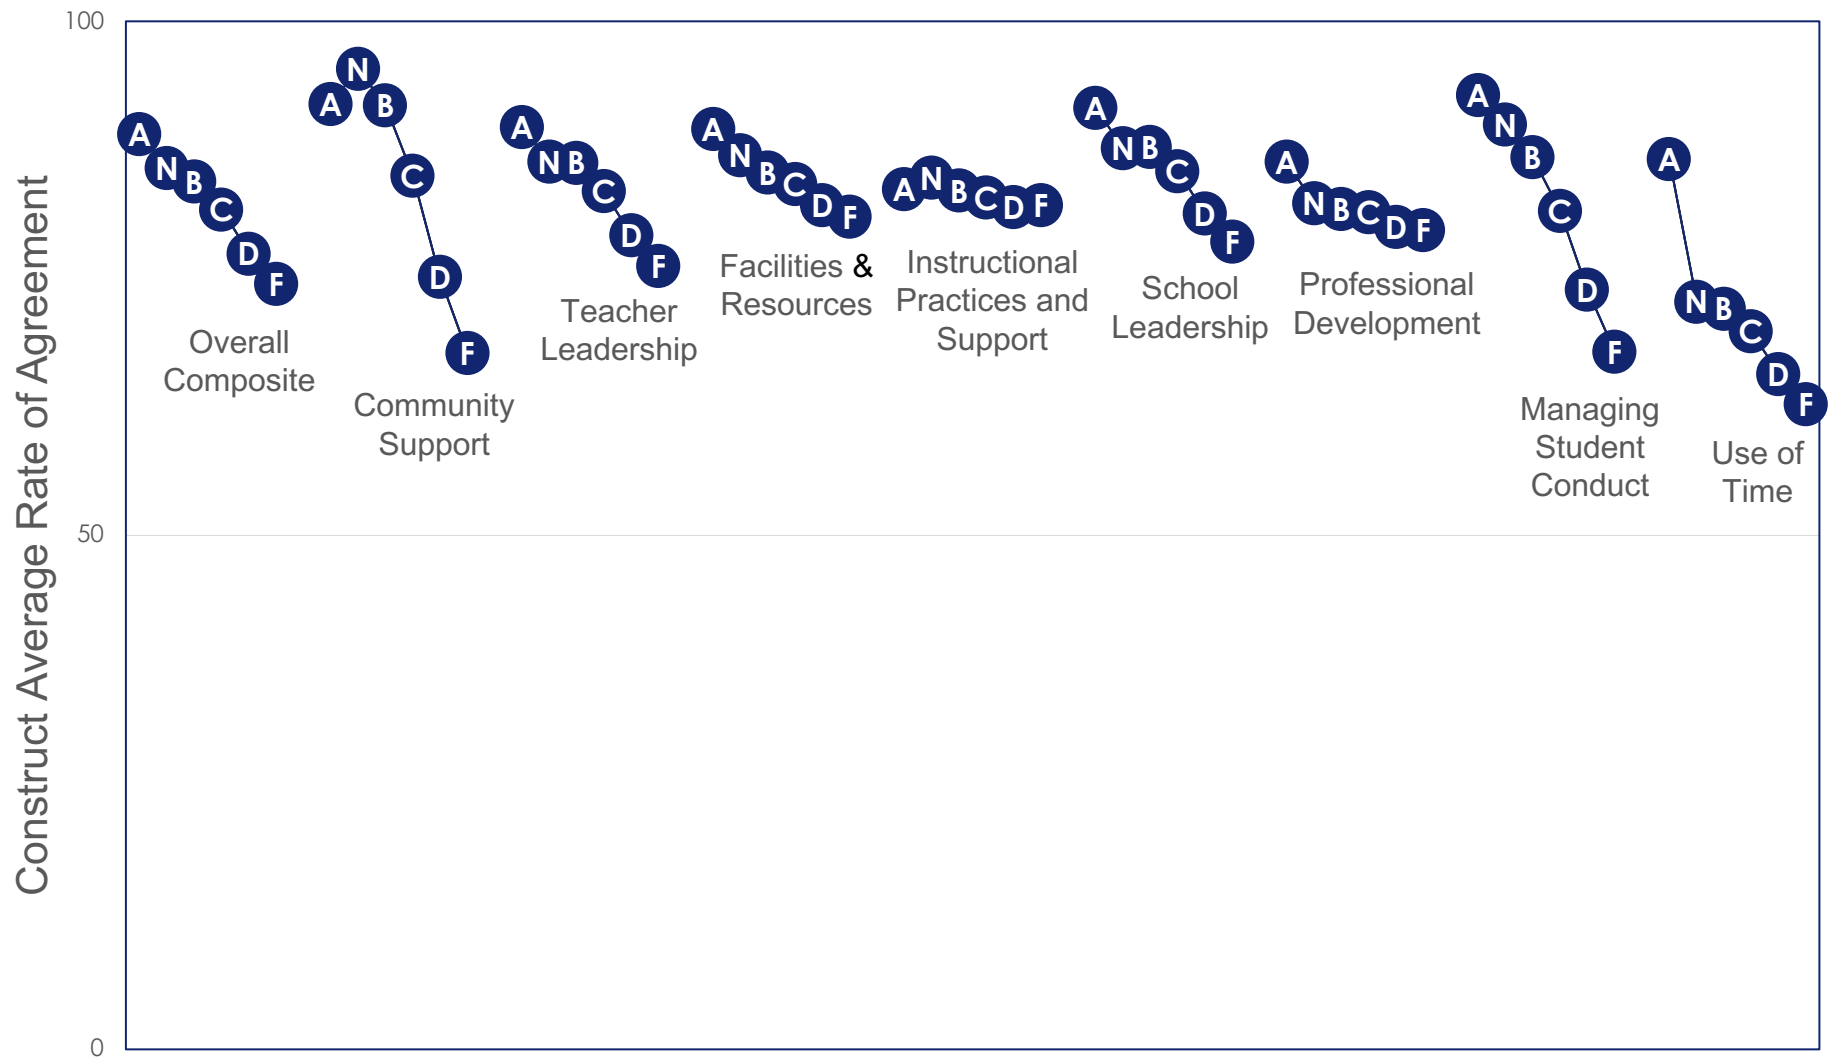 Construct Average Rate of Agreement
100
50
0
A N B C D F
Overall
Composite
A N B C D F
Community
Support
A N B C D F
Teacher
Leadership
A N B C D F
Facilities &
Resources
A N B C D F
Instructional
Practices and
Support
A N B C D F
School
Leadership
A N B C D F
Professional
Development
A N B C D F
Managing
Student
Conduct
A N B C D F
Use of
Time